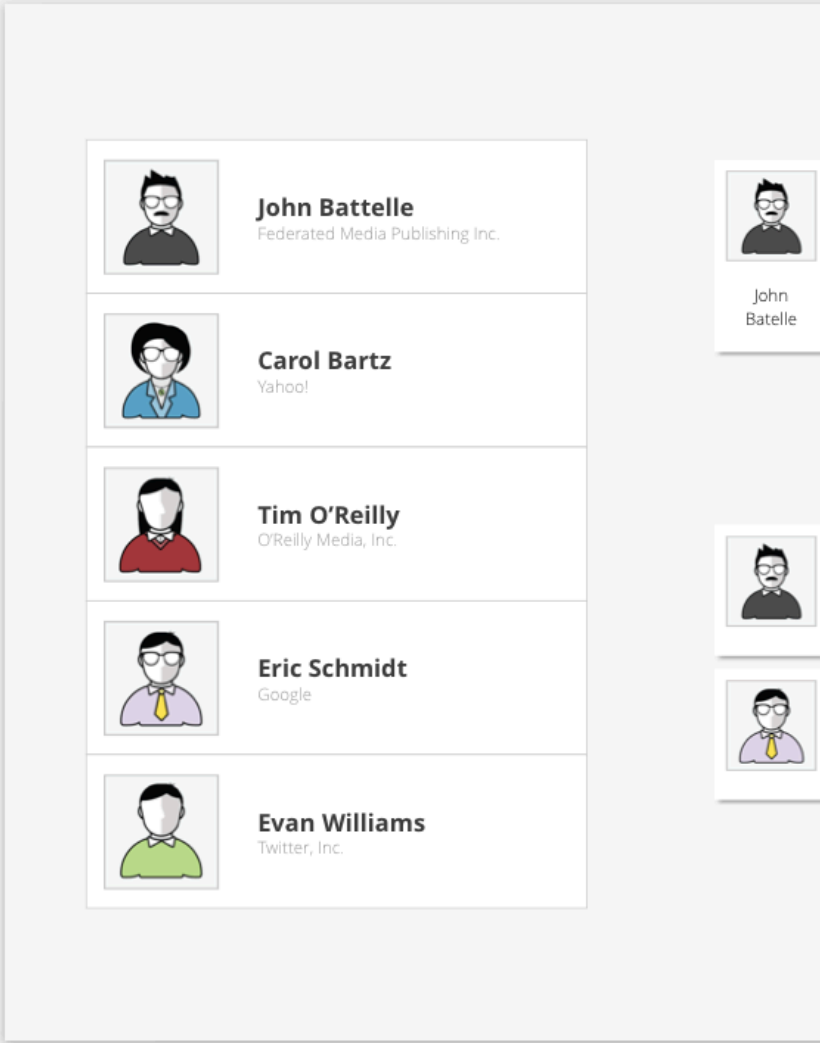 John Battelle
Federated Media Publishing Inc.
Carol Bartz
Yahoo!
Tim O’Reilly
O’Reilly Media, Inc.
Eric Schmidt
Google
Evan Williams
Twitter, Inc.
John
Batelle